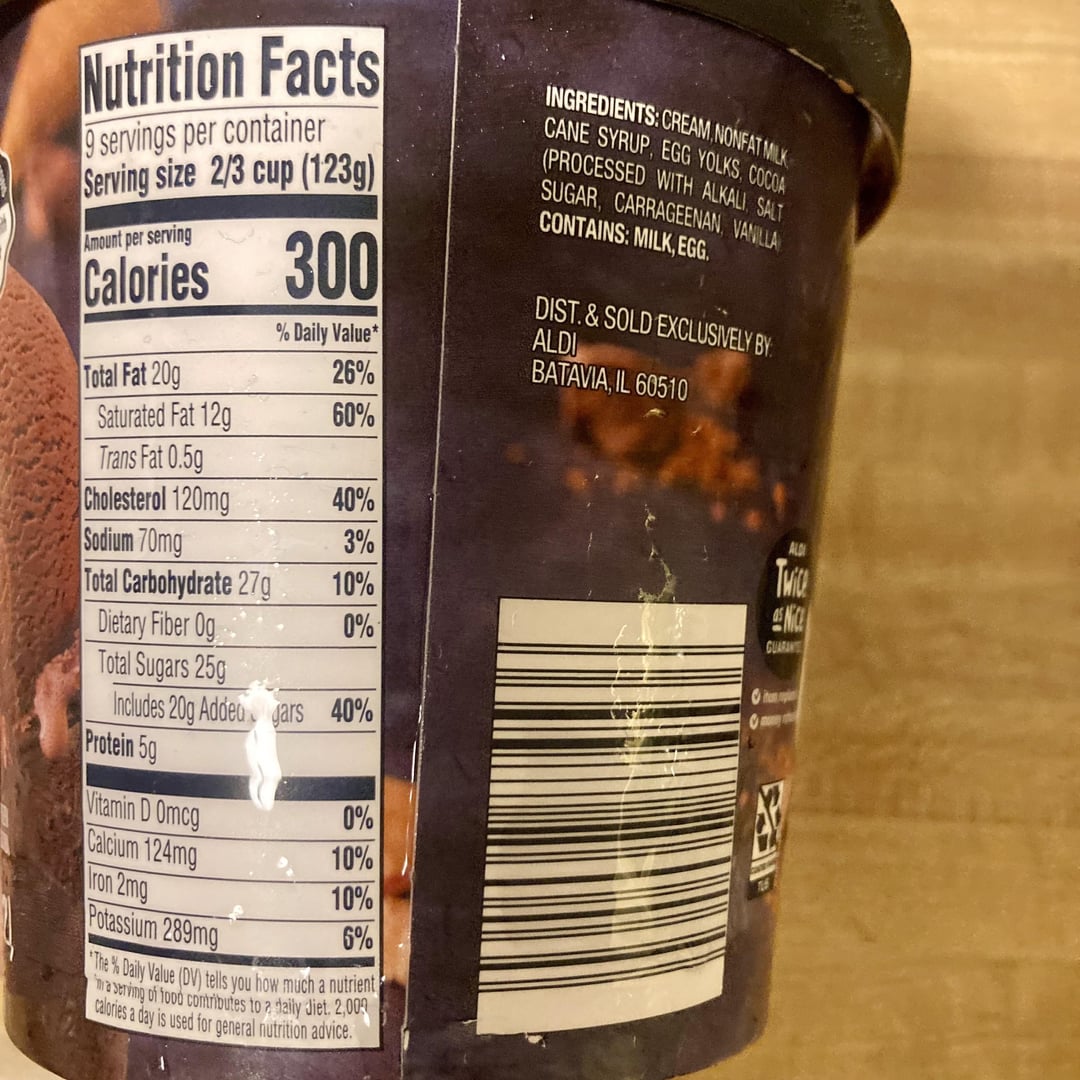 Nutrition Facts
9 servings per container
Serving size 2/3 cup (123g)
Amount per serving
Calories 300
% Daily Value*
Total Fat 20g 26%
Saturated Fat 12g 60%
Trans Fat 0.5g
Cholesterol 120mg 40%
Sodium 70mg 3%
Total Carbohydrate 27g 10%
Dietary Fiber 0g 0%
Total Sugars 25g
Includes 20g Added 40%
Protein 5g
Vitamin D 0mcg 0%
Calcium 124mg 10%
Iron 2mg 10%
Potassium 289mg 6%
*The % Daily Value (DV) tells you how much a nutrient
in a serving of food contributes to a daily diet. 2,000
calories a day is used for general nutrition advice.
INGREDIENTS: CREAM, NONFAT MILK,
CANE SYRUP, EGG YOLKS, COCOA
(PROCESSED WITH ALKALI, SALT
SUGAR, CARRAGEENAN, VANILLA
CONTAINS: MILK, EGG.
DIST. & SOLD EXCLUSIVELY BY:
ALDI
BATAVIA, IL 60510
ALDI
TWICE
as NICE